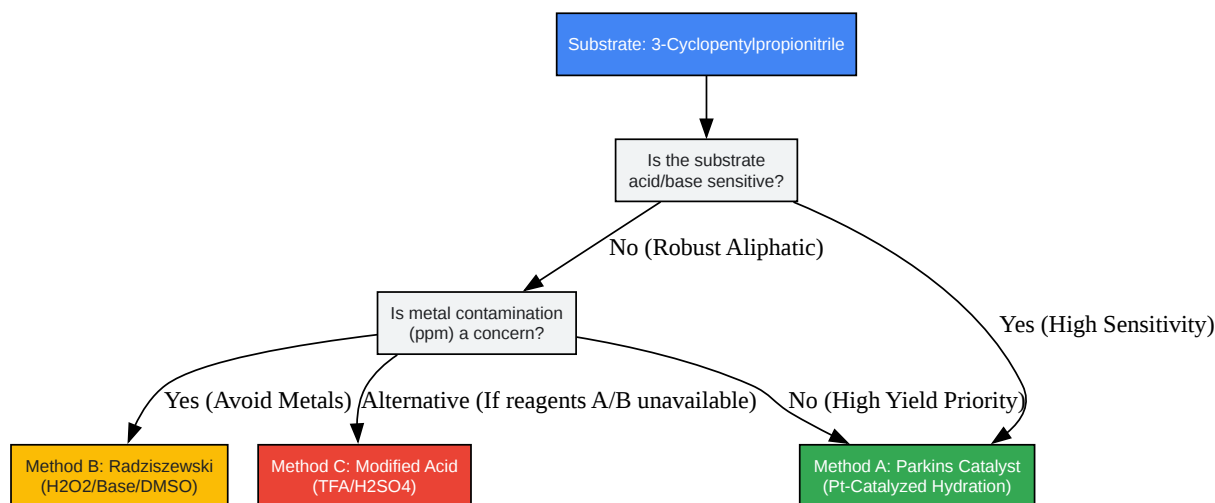 Substrate: 3-Cyclopentylpropionitrile
Is the substrate
acid/base sensitive?
No (Robust Aliphatic)
Is metal contamination
(ppm) a concern?
Yes (High Sensitivity)
Yes (Avoid Metals)
Alternative (If reagents A/B unavailable)
No (High Yield Priority)
Method B: Radziszewski
(H2O2/Base/DMSO)
Method C: Modified Acid
(TFA/H2SO4)
Method A: Parkins Catalyst
(Pt-Catalyzed Hydration)